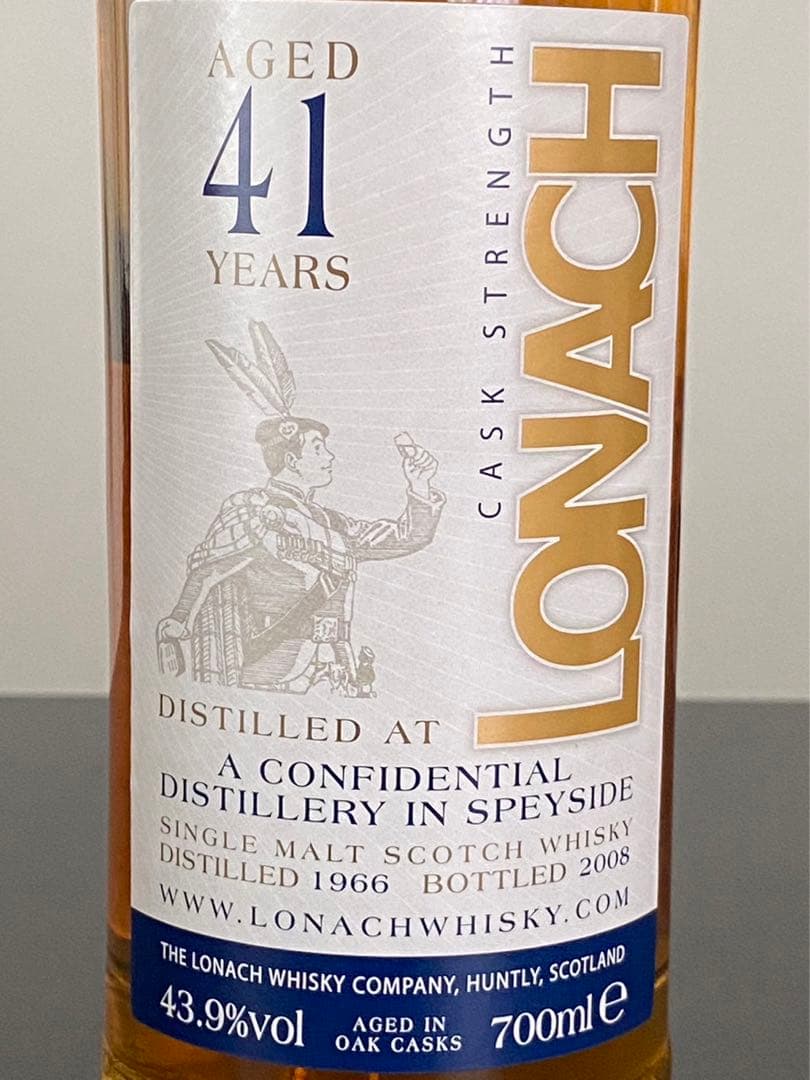 AGED
41
YEARS
CASK STRENGTH
LONACH
DISTILLED AT
A CONFIDENTIAL
DISTILLERY IN SPEYSIDE
SINGLE MALT SCOTCH WHISKY
DISTILLED 1966 BOTTLED 2008
WWW.LONACHWHISKY.COM
THE LONACH WHISKY COMPANY, HUNTLY, SCOTLAND
43.9%vol
AGED IN
OAK CASKS
700ml e